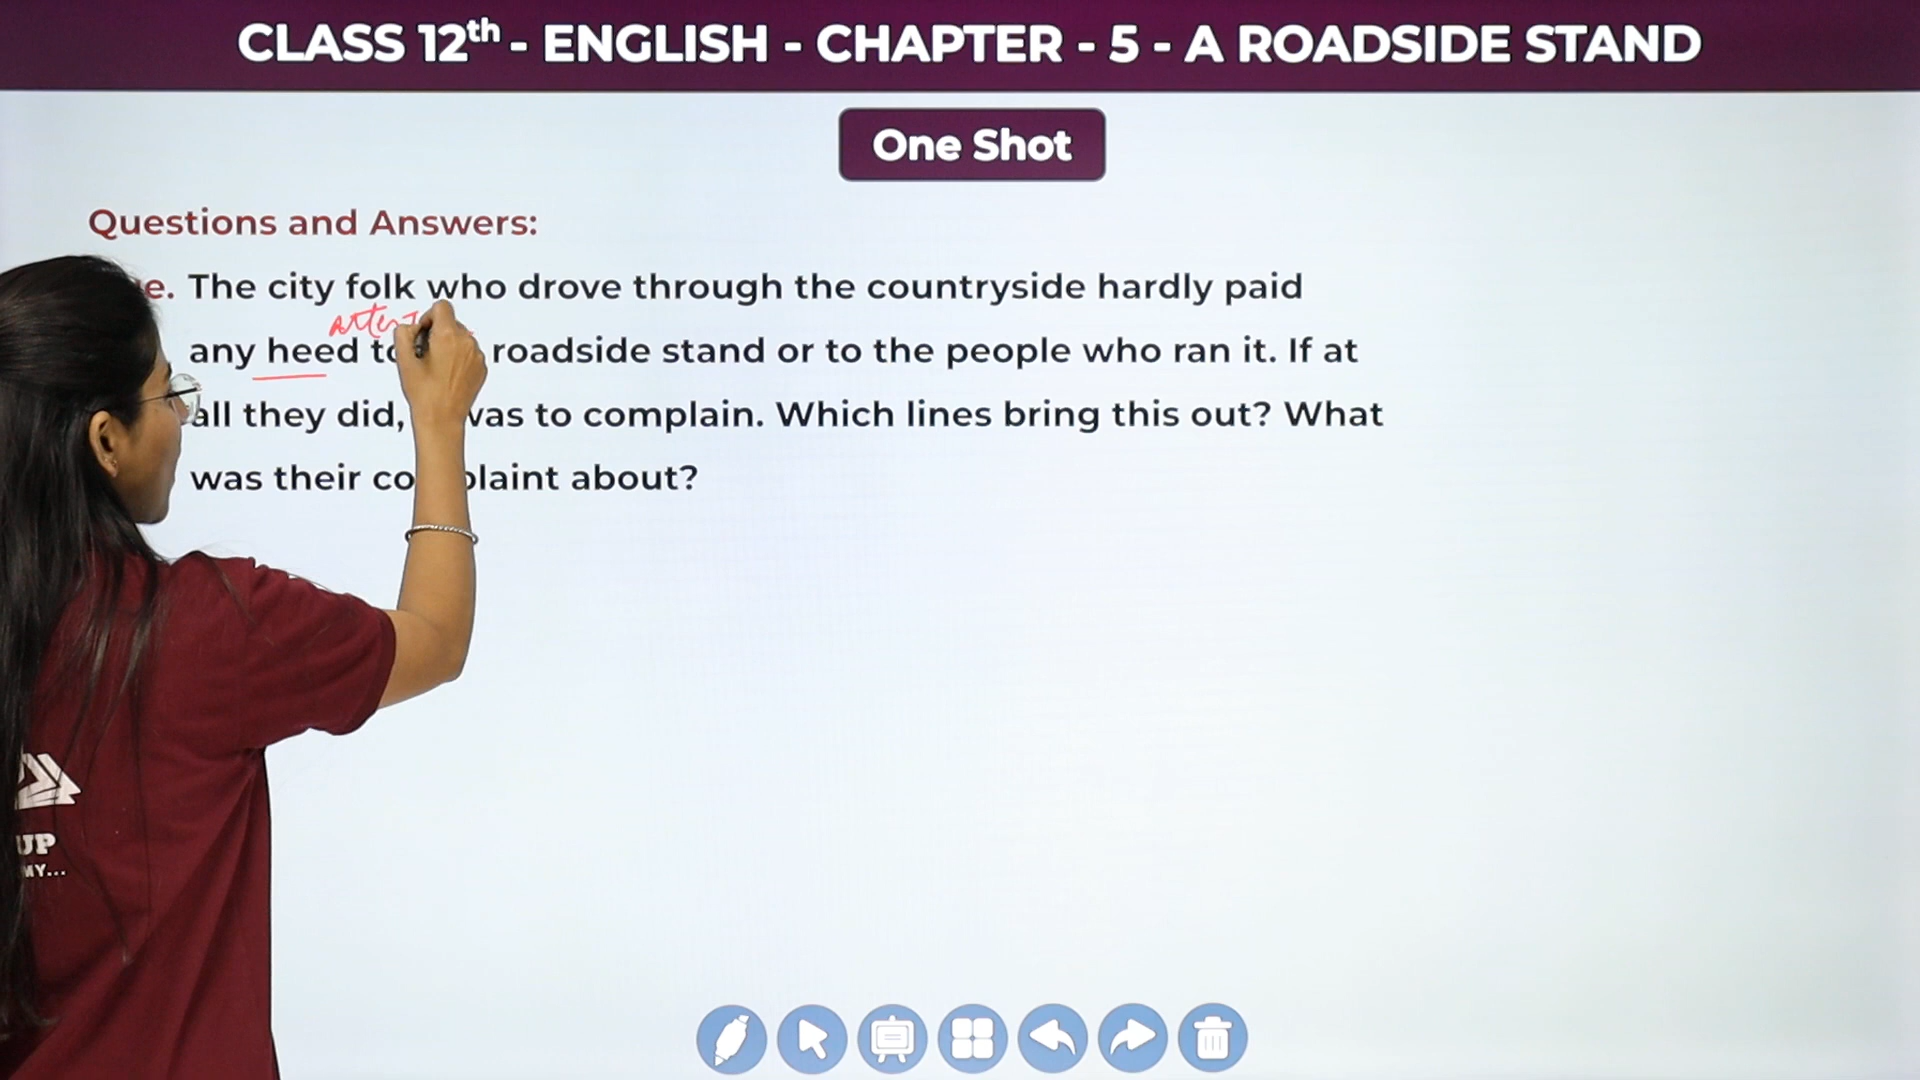 CLASS 12th - ENGLISH - CHAPTER - 5 - A ROADSIDE STAND
One Shot
Questions and Answers:
e. The city folk who drove through the countryside hardly paid
any heed to roadside stand or to the people who ran it. If at
all they did, was to complain. Which lines bring this out? What
was their complaint about?
UP
MY...